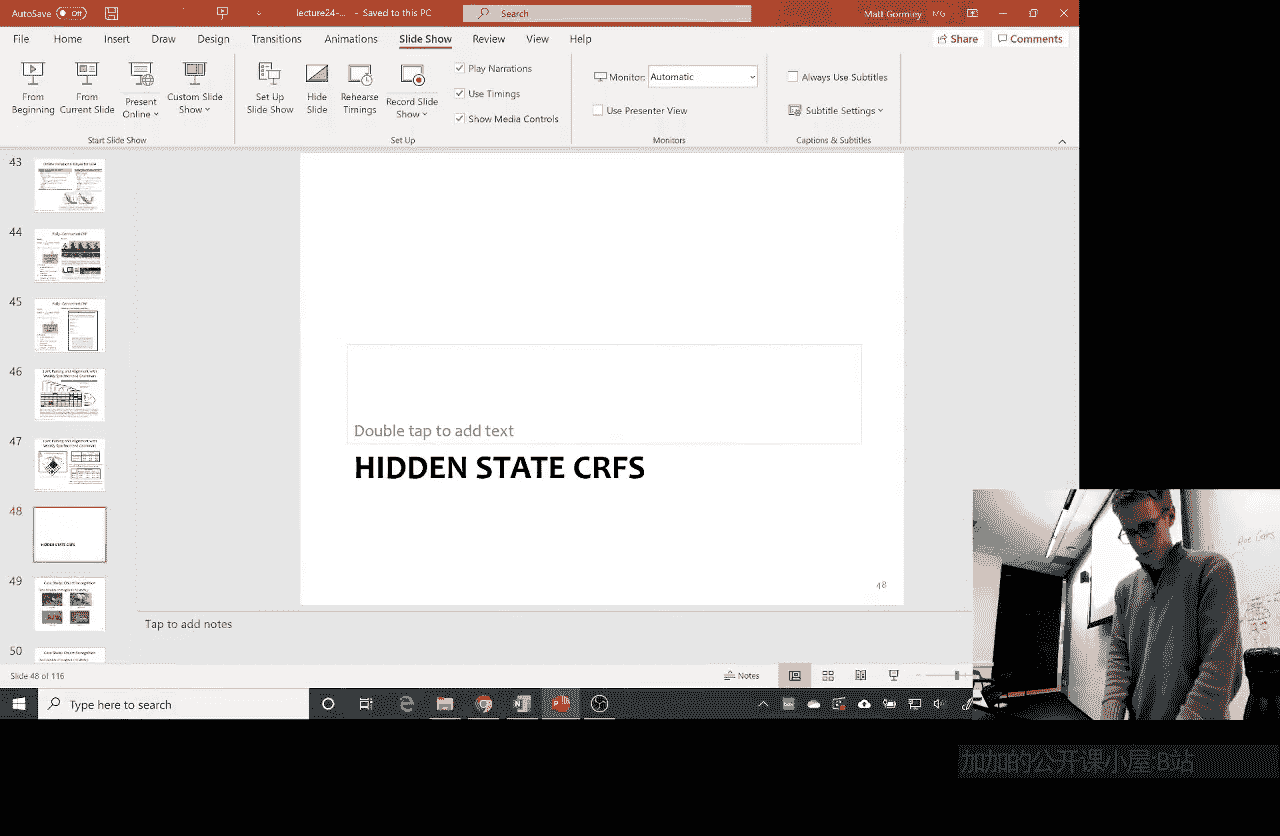 AutoSave Off lecture24-... - Saved to this PC Search Matt Gormley MG
File Home Insert Draw Design Transitions Animations Slide Show Review View Help Share Comments
From Beginning
From Current Slide
Present Online
Custom Slide Show
Set Up Slide Show
Hide Slide
Rehearse Timings
Record Slide Show
Play Narrations
Use Timings
Show Media Controls
Monitor: Automatic
Use Presenter View
Always Use Subtitles
Subtitle Settings
Start Slide Show Set Up Monitors Captions & Subtitles
43
44
45
46
47
48
HIDDEN STATE CRFS
49
50
Double tap to add text
HIDDEN STATE CRFS
48
Tap to add notes
Slide 48 of 116 Notes
Type here to search
加加的公开课小屋 B站